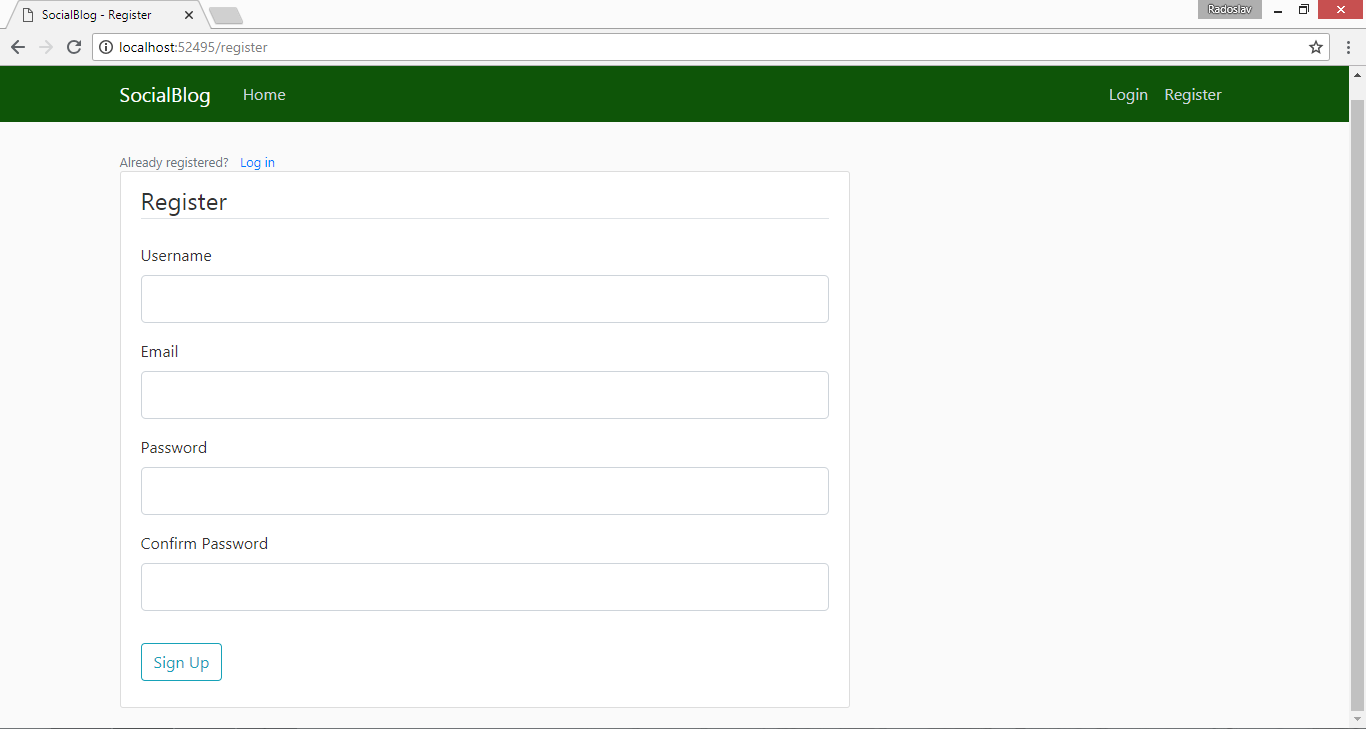 SocialBlog - Register
Radoslav
localhost:52495/register
SocialBlog Home Login Register
Already registered? Log in
Register
Username
Email
Password
Confirm Password
Sign Up